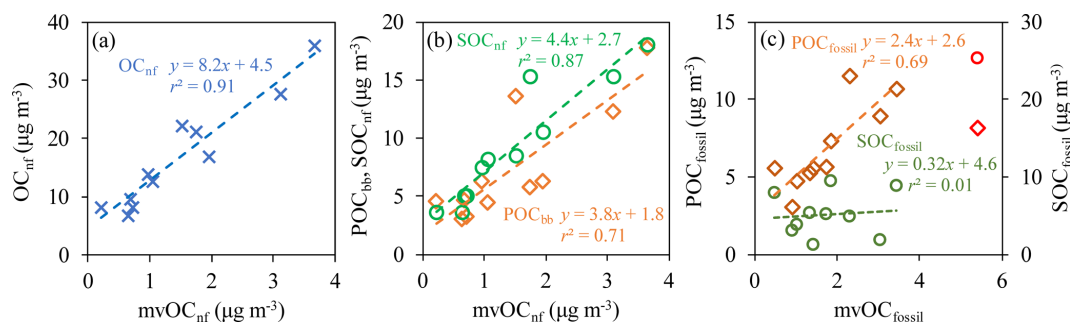 (a)
OCnf y = 8.2x + 4.5
r² = 0.91
OCnf (μg m-3)
40
30
20
10
0
0 1 2 3 4
mvOCnf (μg m-3)
(b)
SOCnf y = 4.4x + 2.7
r² = 0.87
POCbb, SOCnf (μg m-3)
20
15
10
5
0
POCbb y = 3.8x + 1.8
r² = 0.71
0 1 2 3 4
mvOCnf (μg m-3)
(c)
POCfossil y = 2.4x + 2.6
r² = 0.69
POCfossil (μg m-3)
15
10
5
0
SOCfossil
y = 0.32x + 4.6
r² = 0.01
30
20
10
0
SOCfossil (μg m-3)
0 2 4 6
mvOCfossil